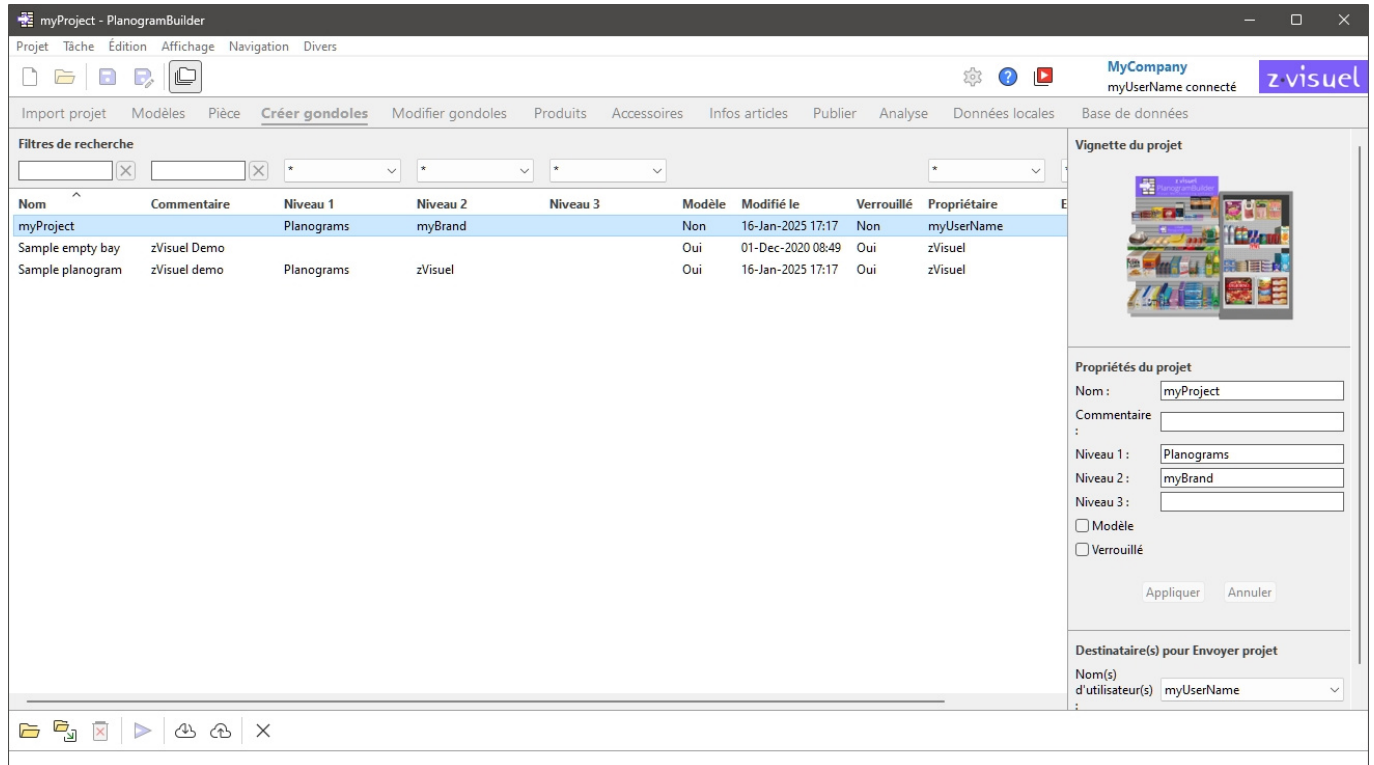 myProject - PlanogramBuilder
Projet Tâche Édition Affichage Navigation Divers
MyCompany
myUserName connecté
z·visuel
Import projet Modèles Pièce Créer gondoles Modifier gondoles Produits Accessoires Infos articles Publier Analyse Données locales Base de données
Filtres de recherche
* * * *
Nom Commentaire Niveau 1 Niveau 2 Niveau 3 Modèle Modifié le Verrouillé Propriétaire E
myProject Planograms myBrand Non 16-Jan-2025 17:17 Non myUserName
Sample empty bay zVisuel Demo Oui 01-Dec-2020 08:49 Oui zVisuel
Sample planogram zVisuel demo Planograms zVisuel Oui 16-Jan-2025 17:17 Oui zVisuel
Vignette du projet
z visuel
PlanogramBuilder
Propriétés du projet
Nom : myProject
Commentaire
:
Niveau 1 : Planograms
Niveau 2 : myBrand
Niveau 3 :
Modèle
Verrouillé
Appliquer Annuler
Destinataire(s) pour Envoyer projet
Nom(s)
d'utilisateur(s) myUserName
: